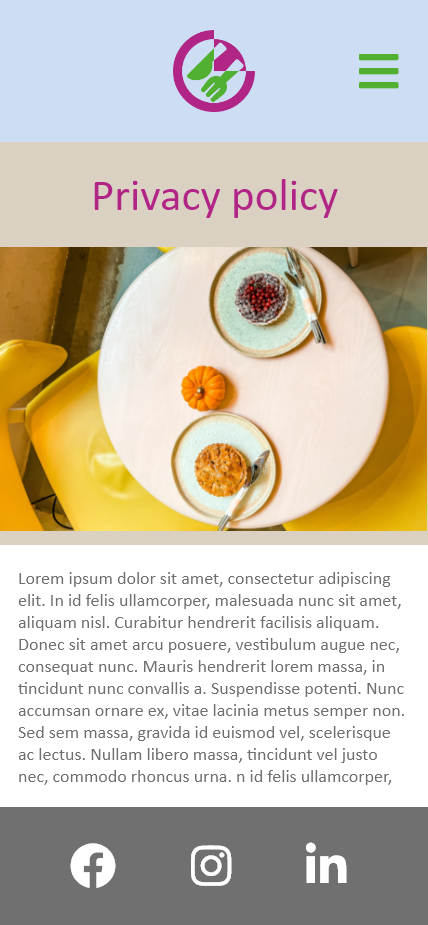 Privacy policy
Lorem ipsum dolor sit amet, consectetur adipiscing
elit. In id felis ullamcorper, malesuada nunc sit amet,
aliquam nisl. Curabitur hendrerit facilisis aliquam.
Donec sit amet arcu posuere, vestibulum augue nec,
consequat nunc. Mauris hendrerit lorem massa, in
tincidunt nunc convallis a. Suspendisse potenti. Nunc
accumsan ornare ex, vitae lacinia metus semper non.
Sed sem massa, gravida id euismod vel, scelerisque
ac lectus. Nullam libero massa, tincidunt vel justo
nec, commodo rhoncus urna. n id felis ullamcorper,
in